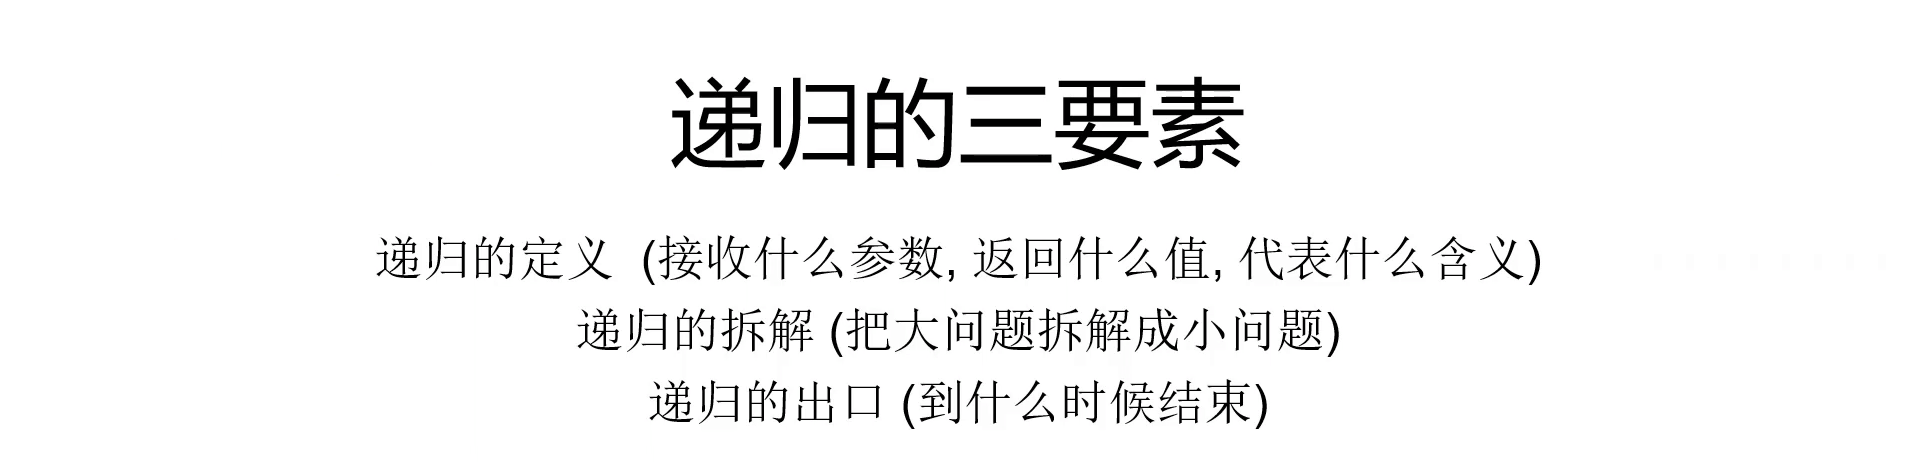 递归的三要素
递归的定义 (接收什么参数, 返回什么值, 代表什么含义)
递归的拆解 (把大问题拆解成小问题)
递归的出口 (到什么时候结束)